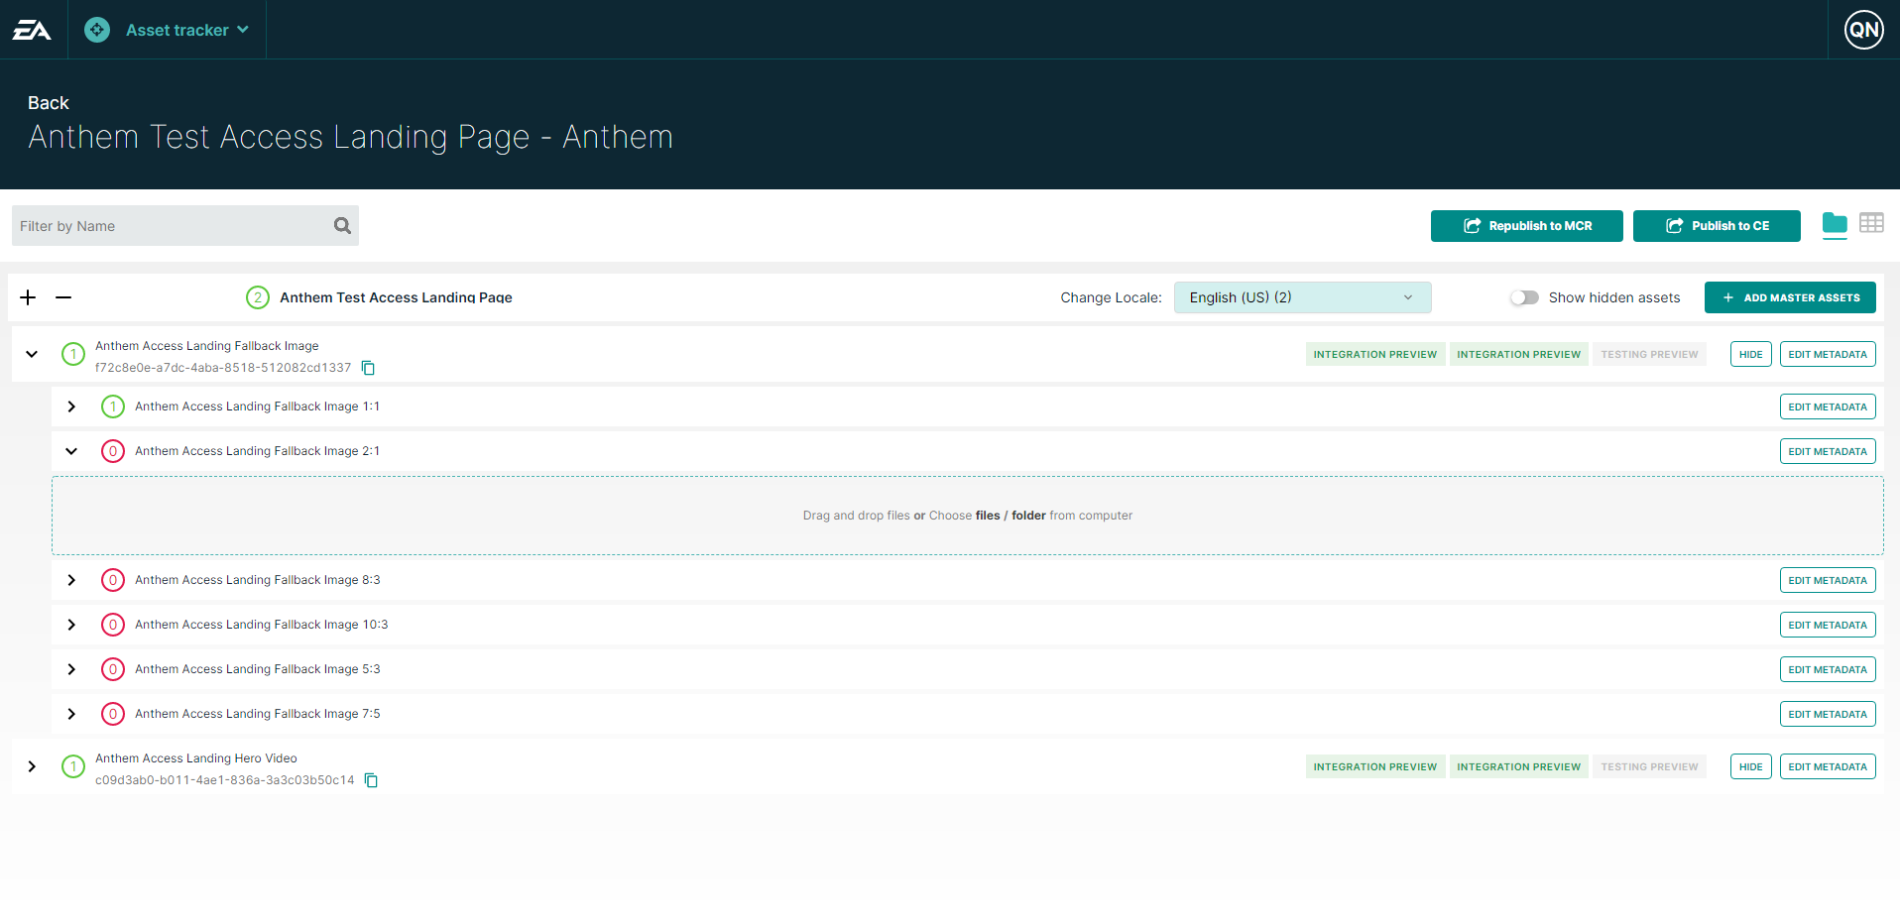 EA
Asset tracker
QN
Back
Anthem Test Access Landing Page - Anthem
Filter by Name
Republish to MCR
Publish to CE
2 Anthem Test Access Landing Page
Change Locale: English (US) (2)
Show hidden assets
+ ADD MASTER ASSETS
1 Anthem Access Landing Fallback Image
f72c8e0e-a7dc-4aba-8518-512082cd1337
INTEGRATION PREVIEW INTEGRATION PREVIEW TESTING PREVIEW HIDE EDIT METADATA
1 Anthem Access Landing Fallback Image 1:1 EDIT METADATA
0 Anthem Access Landing Fallback Image 2:1 EDIT METADATA
Drag and drop files or Choose files / folder from computer
0 Anthem Access Landing Fallback Image 8:3 EDIT METADATA
0 Anthem Access Landing Fallback Image 10:3 EDIT METADATA
0 Anthem Access Landing Fallback Image 5:3 EDIT METADATA
0 Anthem Access Landing Fallback Image 7:5 EDIT METADATA
1 Anthem Access Landing Hero Video
c09d3ab0-b011-4ae1-836a-3a3c03b50c14
INTEGRATION PREVIEW INTEGRATION PREVIEW TESTING PREVIEW HIDE EDIT METADATA